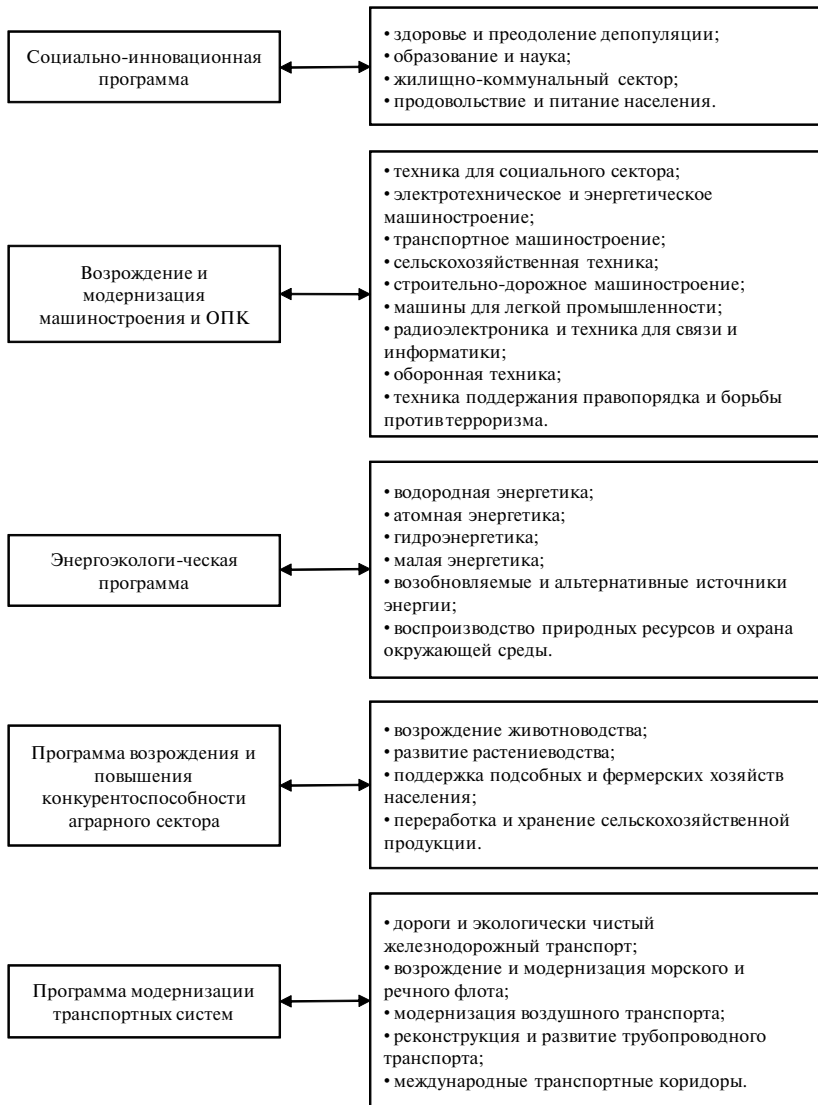 Социально-инновационная
программа
• здоровье и преодоление депопуляции;
• образование и наука;
• жилищно-коммунальный сектор;
• продовольствие и питание населения.
Возрождение и
модернизация
машиностроения и ОПК
• техника для социального сектора;
• электротехническое и энергетическое
машиностроение;
• транспортное машиностроение;
• сельскохозяйственная техника;
• строительно-дорожное машиностроение;
• машины для легкой промышленности;
• радиоэлектроника и техника для связи и
информатики;
• оборонная техника;
• техника поддержания правопорядка и борьбы
против терроризма.
Энергоэкологи-ческая
программа
• водородная энергетика;
• атомная энергетика;
• гидроэнергетика;
• малая энергетика;
• возобновляемые и альтернативные источники
энергии;
• воспроизводство природных ресурсов и охрана
окружающей среды.
Программа возрождения и
повышения
конкурентоспособности
аграрного сектора
• возрождение животноводства;
• развитие растениеводства;
• поддержка подсобных и фермерских хозяйств
населения;
• переработка и хранение сельскохозяйственной
продукции.
Программа модернизации
транспортных систем
• дороги и экологически чистый
железнодорожный транспорт;
• возрождение и модернизация морского и
речного флота;
• модернизация воздушного транспорта;
• реконструкция и развитие трубопроводного
транспорта;
• международные транспортные коридоры.